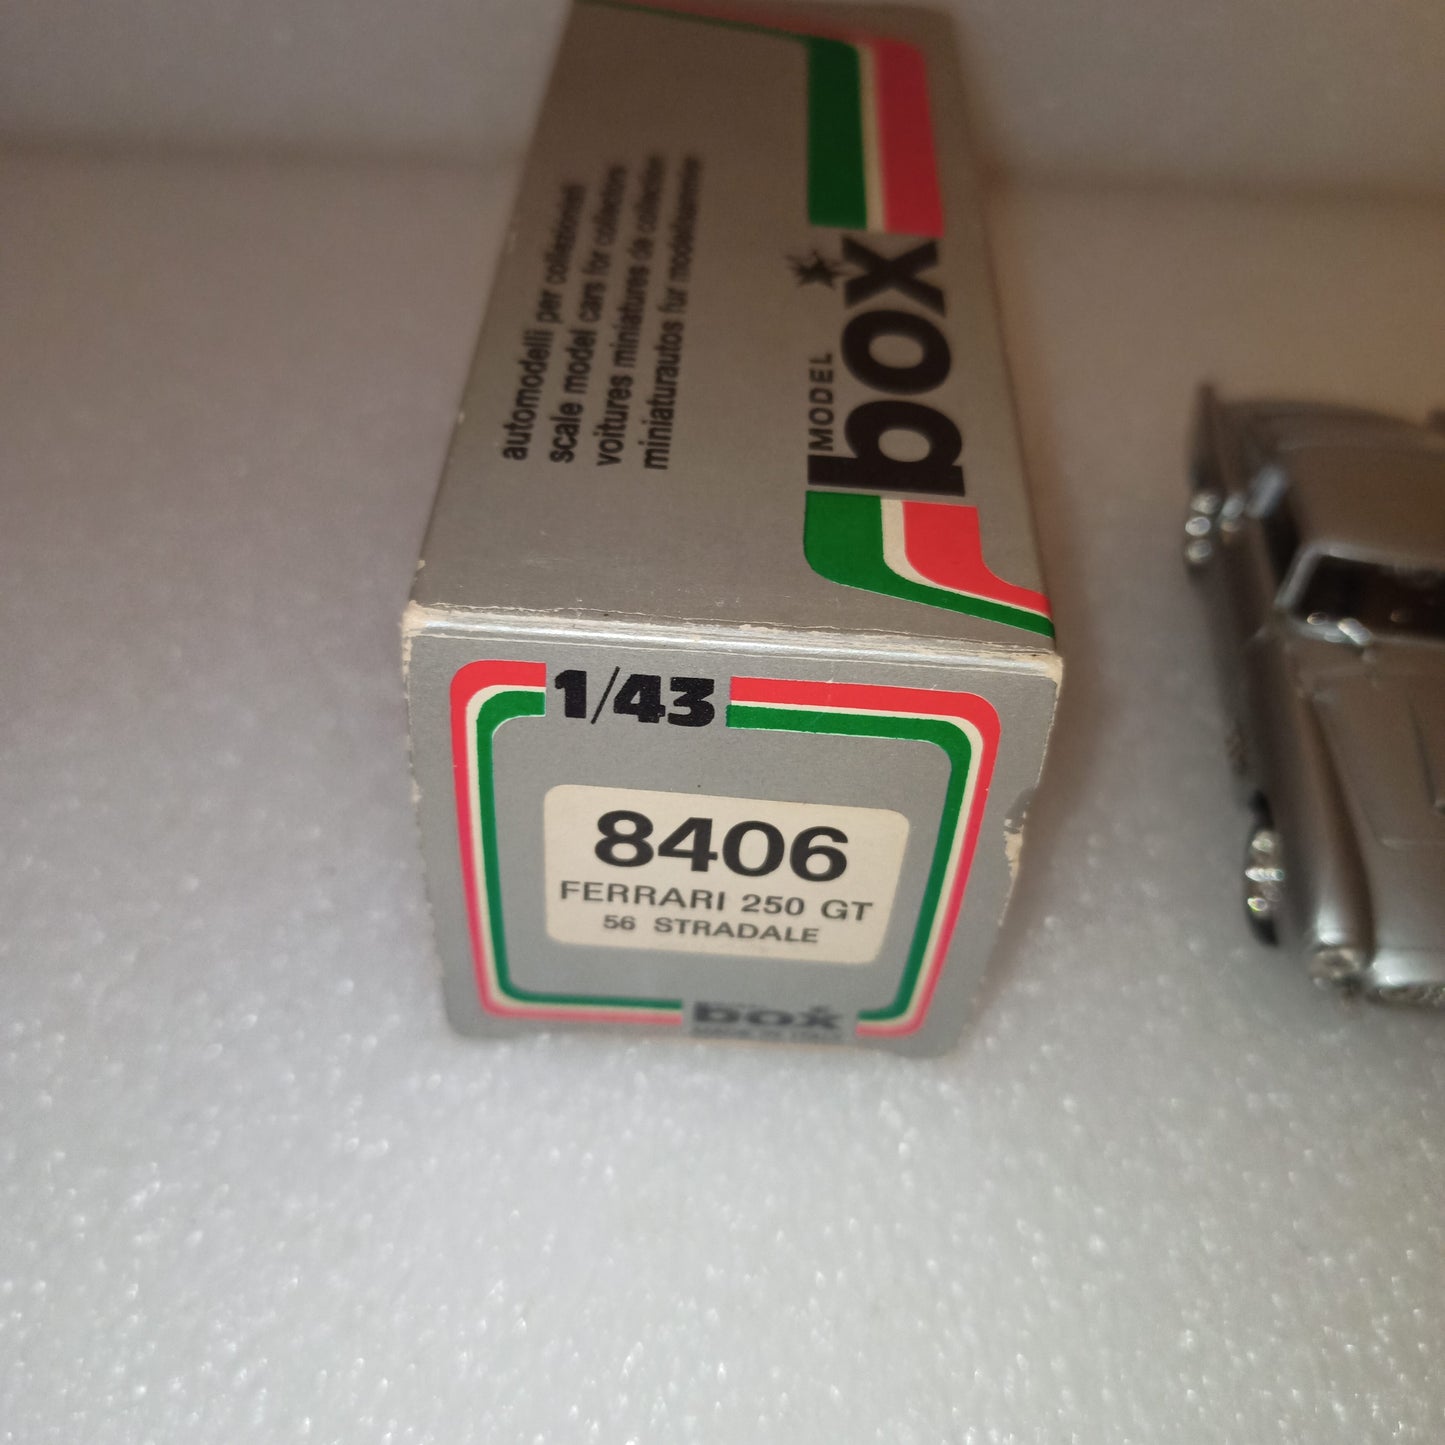 automodelli per collezionisti
scale model cars for collectors
voitures miniatures de collection
miniaturautos fur modellsammler
MODEL
box
1/43
8406
FERRARI 250 GT
56 STRADALE
box